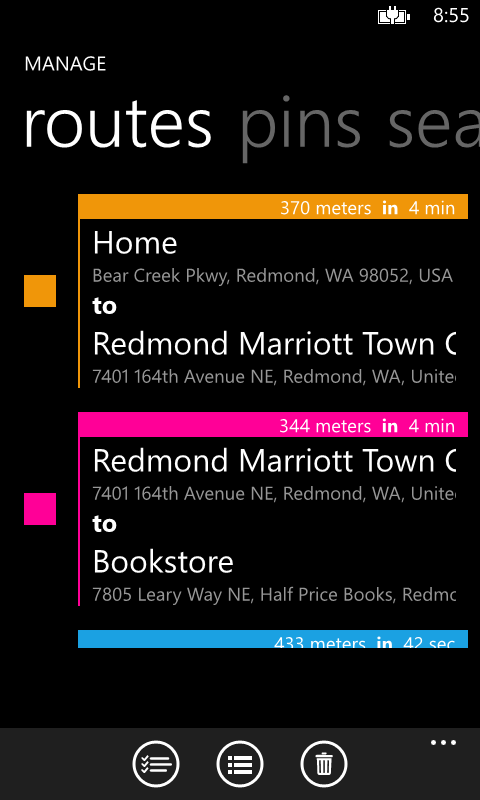 8:55
MANAGE
routes pins sea
370 meters in 4 min
Home
Bear Creek Pkwy, Redmond, WA 98052, USA
to
Redmond Marriott Town C
7401 164th Avenue NE, Redmond, WA, Unite
344 meters in 4 min
Redmond Marriott Town C
7401 164th Avenue NE, Redmond, WA, Unite
to
Bookstore
7805 Leary Way NE, Half Price Books, Redmo
433 meters in 42 sec